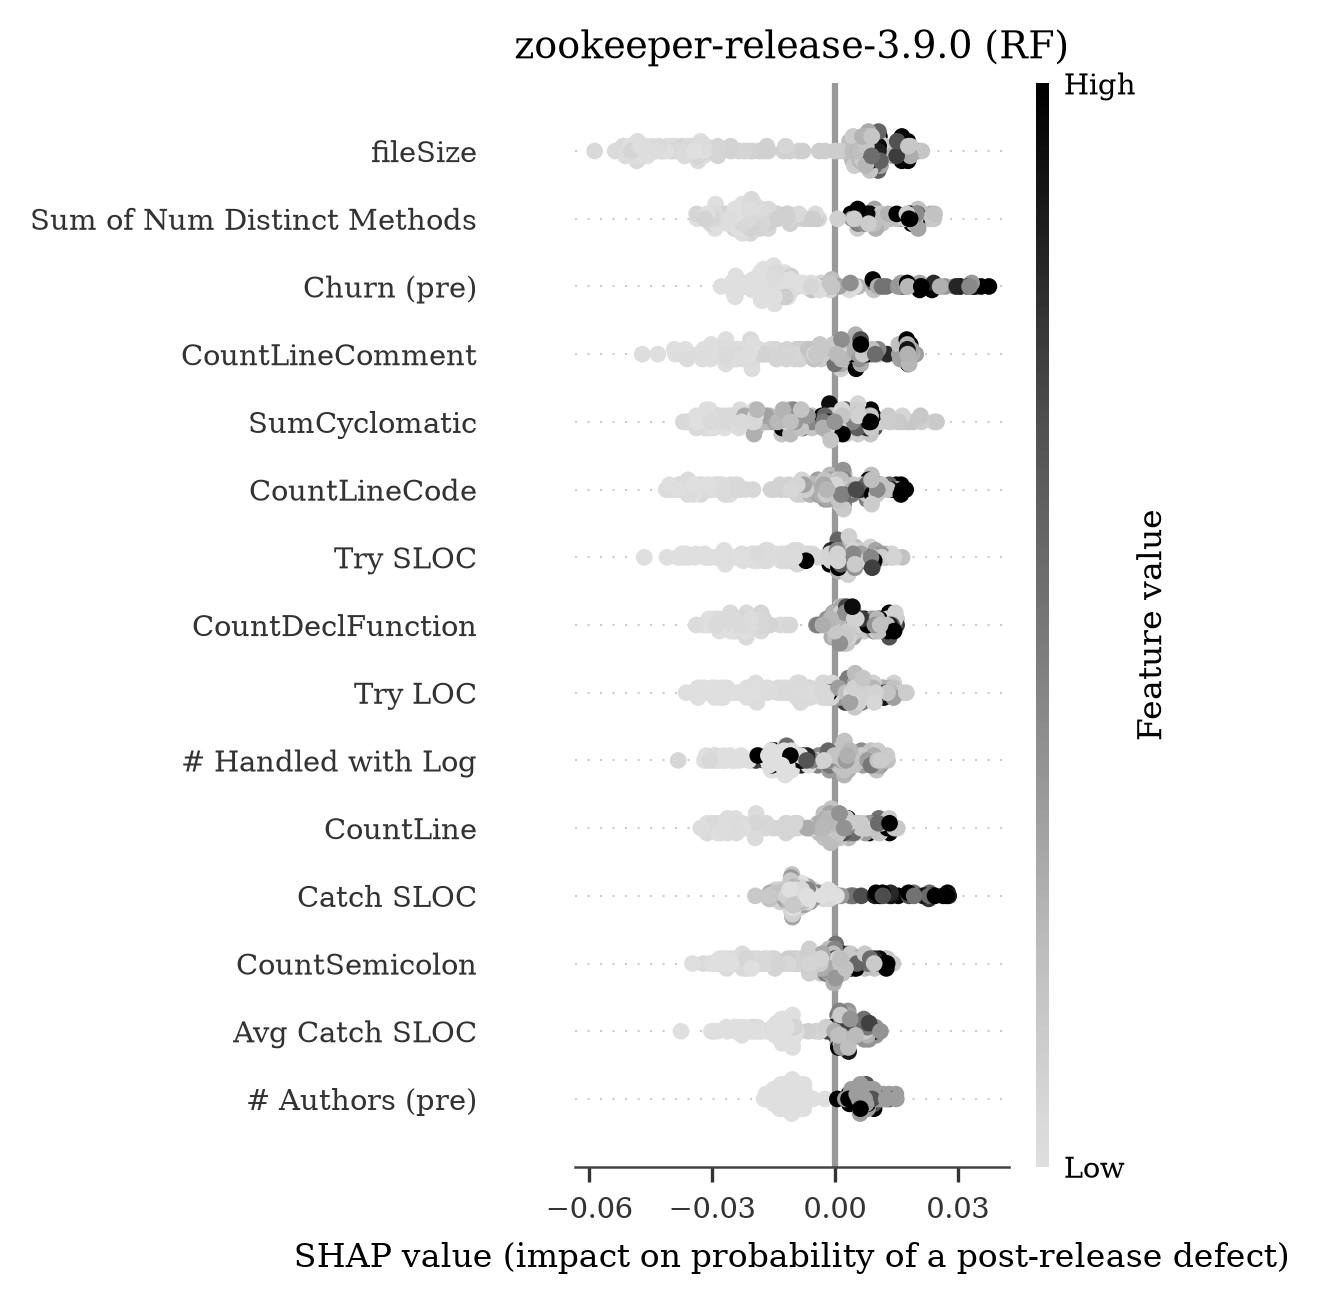 zookeeper-release-3.9.0 (RF)
High
fileSize
Sum of Num Distinct Methods
Churn (pre)
CountLineComment
SumCyclomatic
CountLineCode
Try SLOC
CountDeclFunction
Try LOC
# Handled with Log
CountLine
Catch SLOC
CountSemicolon
Avg Catch SLOC
# Authors (pre)
Feature value
Low
−0.06 −0.03 0.00 0.03
SHAP value (impact on probability of a post-release defect)